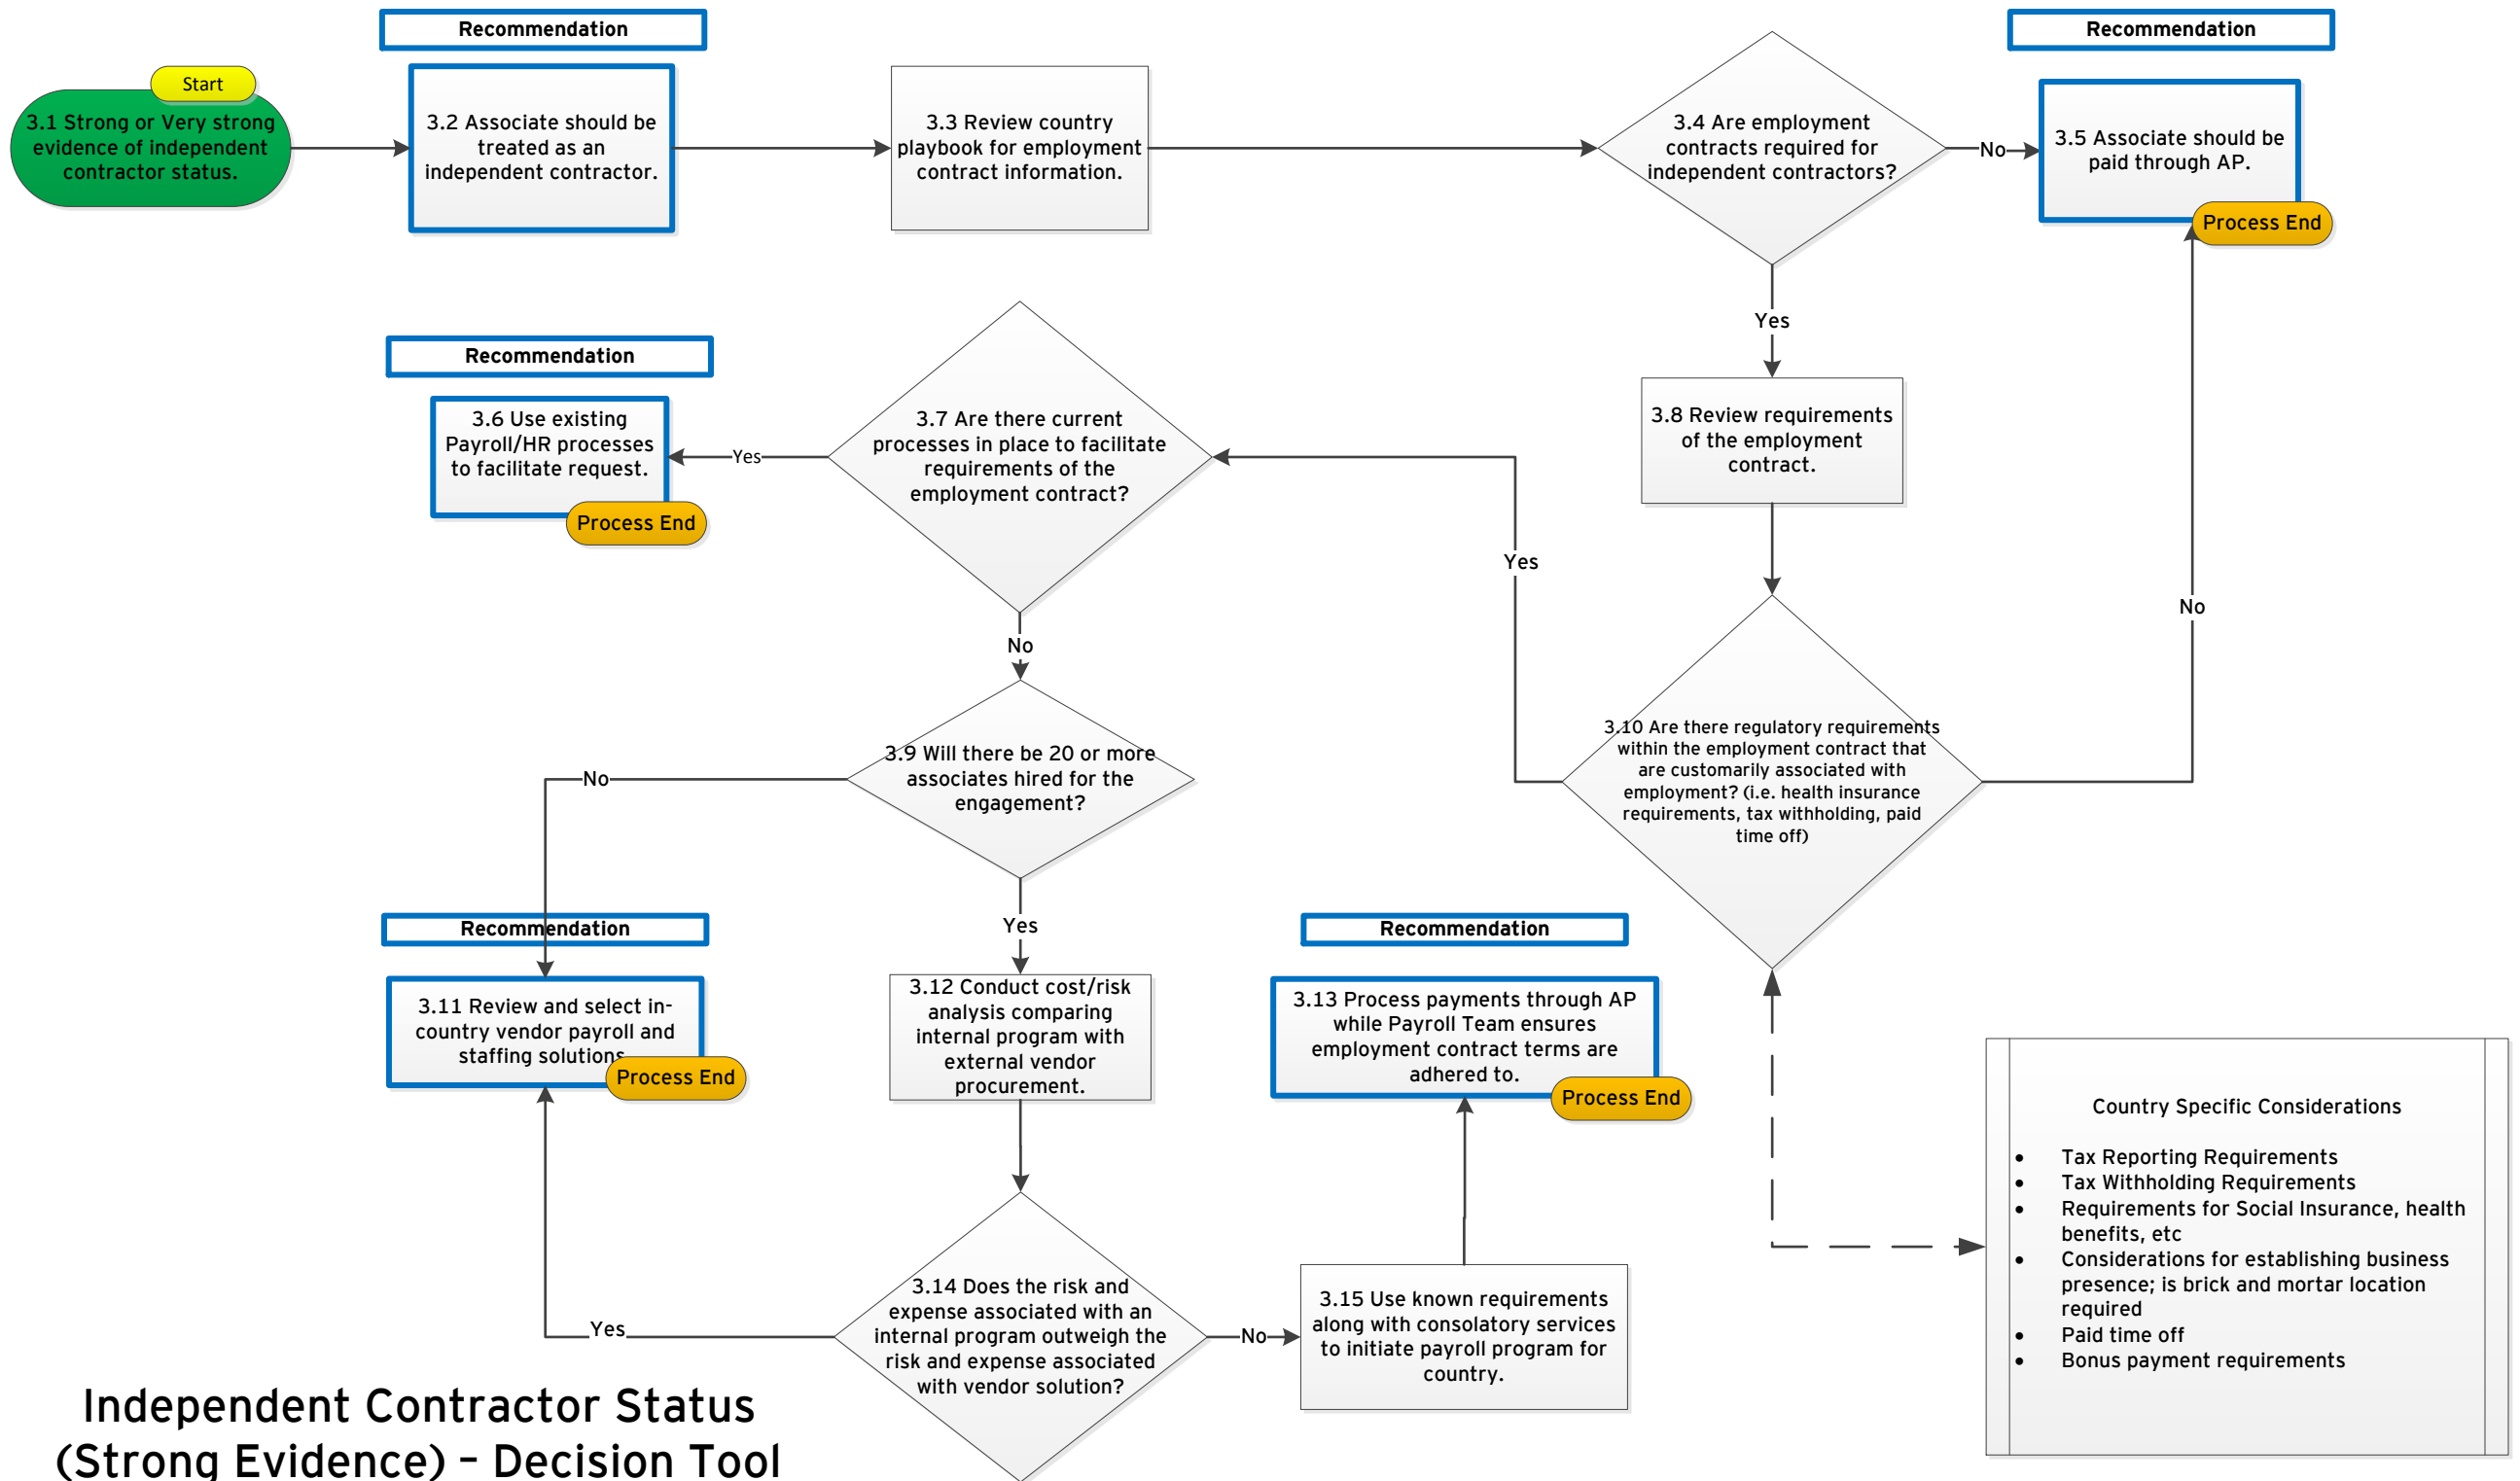 Recommendation
Start
3.1 Strong or Very strong
evidence of independent
contractor status.
3.2 Associate should be
treated as an
independent contractor.
3.3 Review country
playbook for employment
contract information.
3.4 Are employment
contracts required for
independent contractors?
No
Recommendation
3.5 Associate should be
paid through AP.
Process End
Yes
Recommendation
3.6 Use existing
Payroll/HR processes
to facilitate request.
Process End
Yes
3.7 Are there current
processes in place to facilitate
requirements of the
employment contract?
3.8 Review requirements
of the employment
contract.
Yes
No
No
3.9 Will there be 20 or more
associates hired for the
engagement?
No
3.10 Are there regulatory requirements
within the employment contract that
are customarily associated with
employment? (i.e. health insurance
requirements, tax withholding, paid
time off)
Yes
Recommendation
3.11 Review and select in-
country vendor payroll and
staffing solutions
Process End
3.12 Conduct cost/risk
analysis comparing
internal program with
external vendor
procurement.
Recommendation
3.13 Process payments through AP
while Payroll Team ensures
employment contract terms are
adhered to.
Process End
3.14 Does the risk and
expense associated with an
internal program outweigh the
risk and expense associated
with vendor solution?
Yes
No
3.15 Use known requirements
along with consolatory services
to initiate payroll program for
country.
Country Specific Considerations
• Tax Reporting Requirements
• Tax Withholding Requirements
• Requirements for Social Insurance, health
benefits, etc
• Considerations for establishing business
presence; is brick and mortar location
required
• Paid time off
• Bonus payment requirements
Independent Contractor Status
(Strong Evidence) – Decision Tool